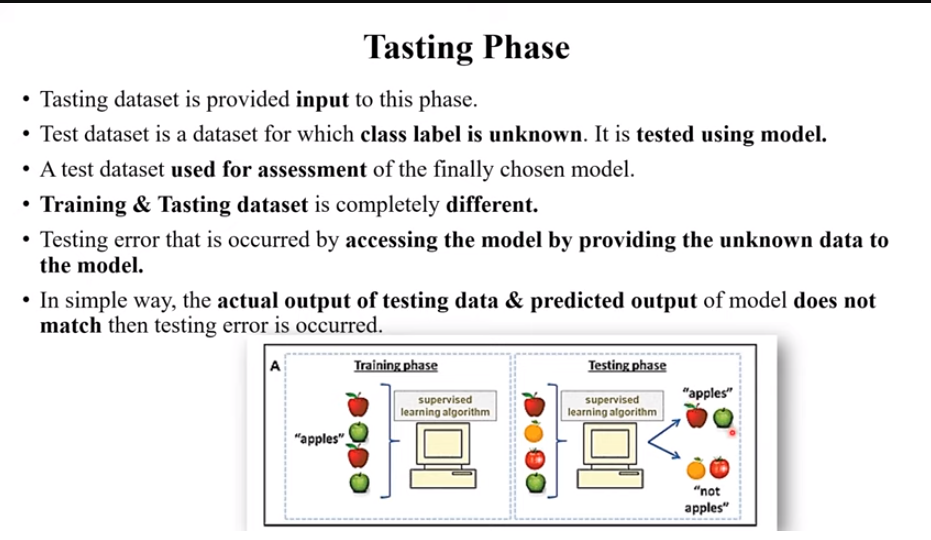 Tasting Phase
• Tasting dataset is provided input to this phase.
• Test dataset is a dataset for which class label is unknown. It is tested using model.
• A test dataset used for assessment of the finally chosen model.
• Training & Tasting dataset is completely different.
• Testing error that is occurred by accessing the model by providing the unknown data to
the model.
• In simple way, the actual output of testing data & predicted output of model does not
match then testing error is occurred.
A
Training phase
supervised
learning algorithm
"apples"
Testing phase
supervised
learning algorithm
"apples"
"not
apples"